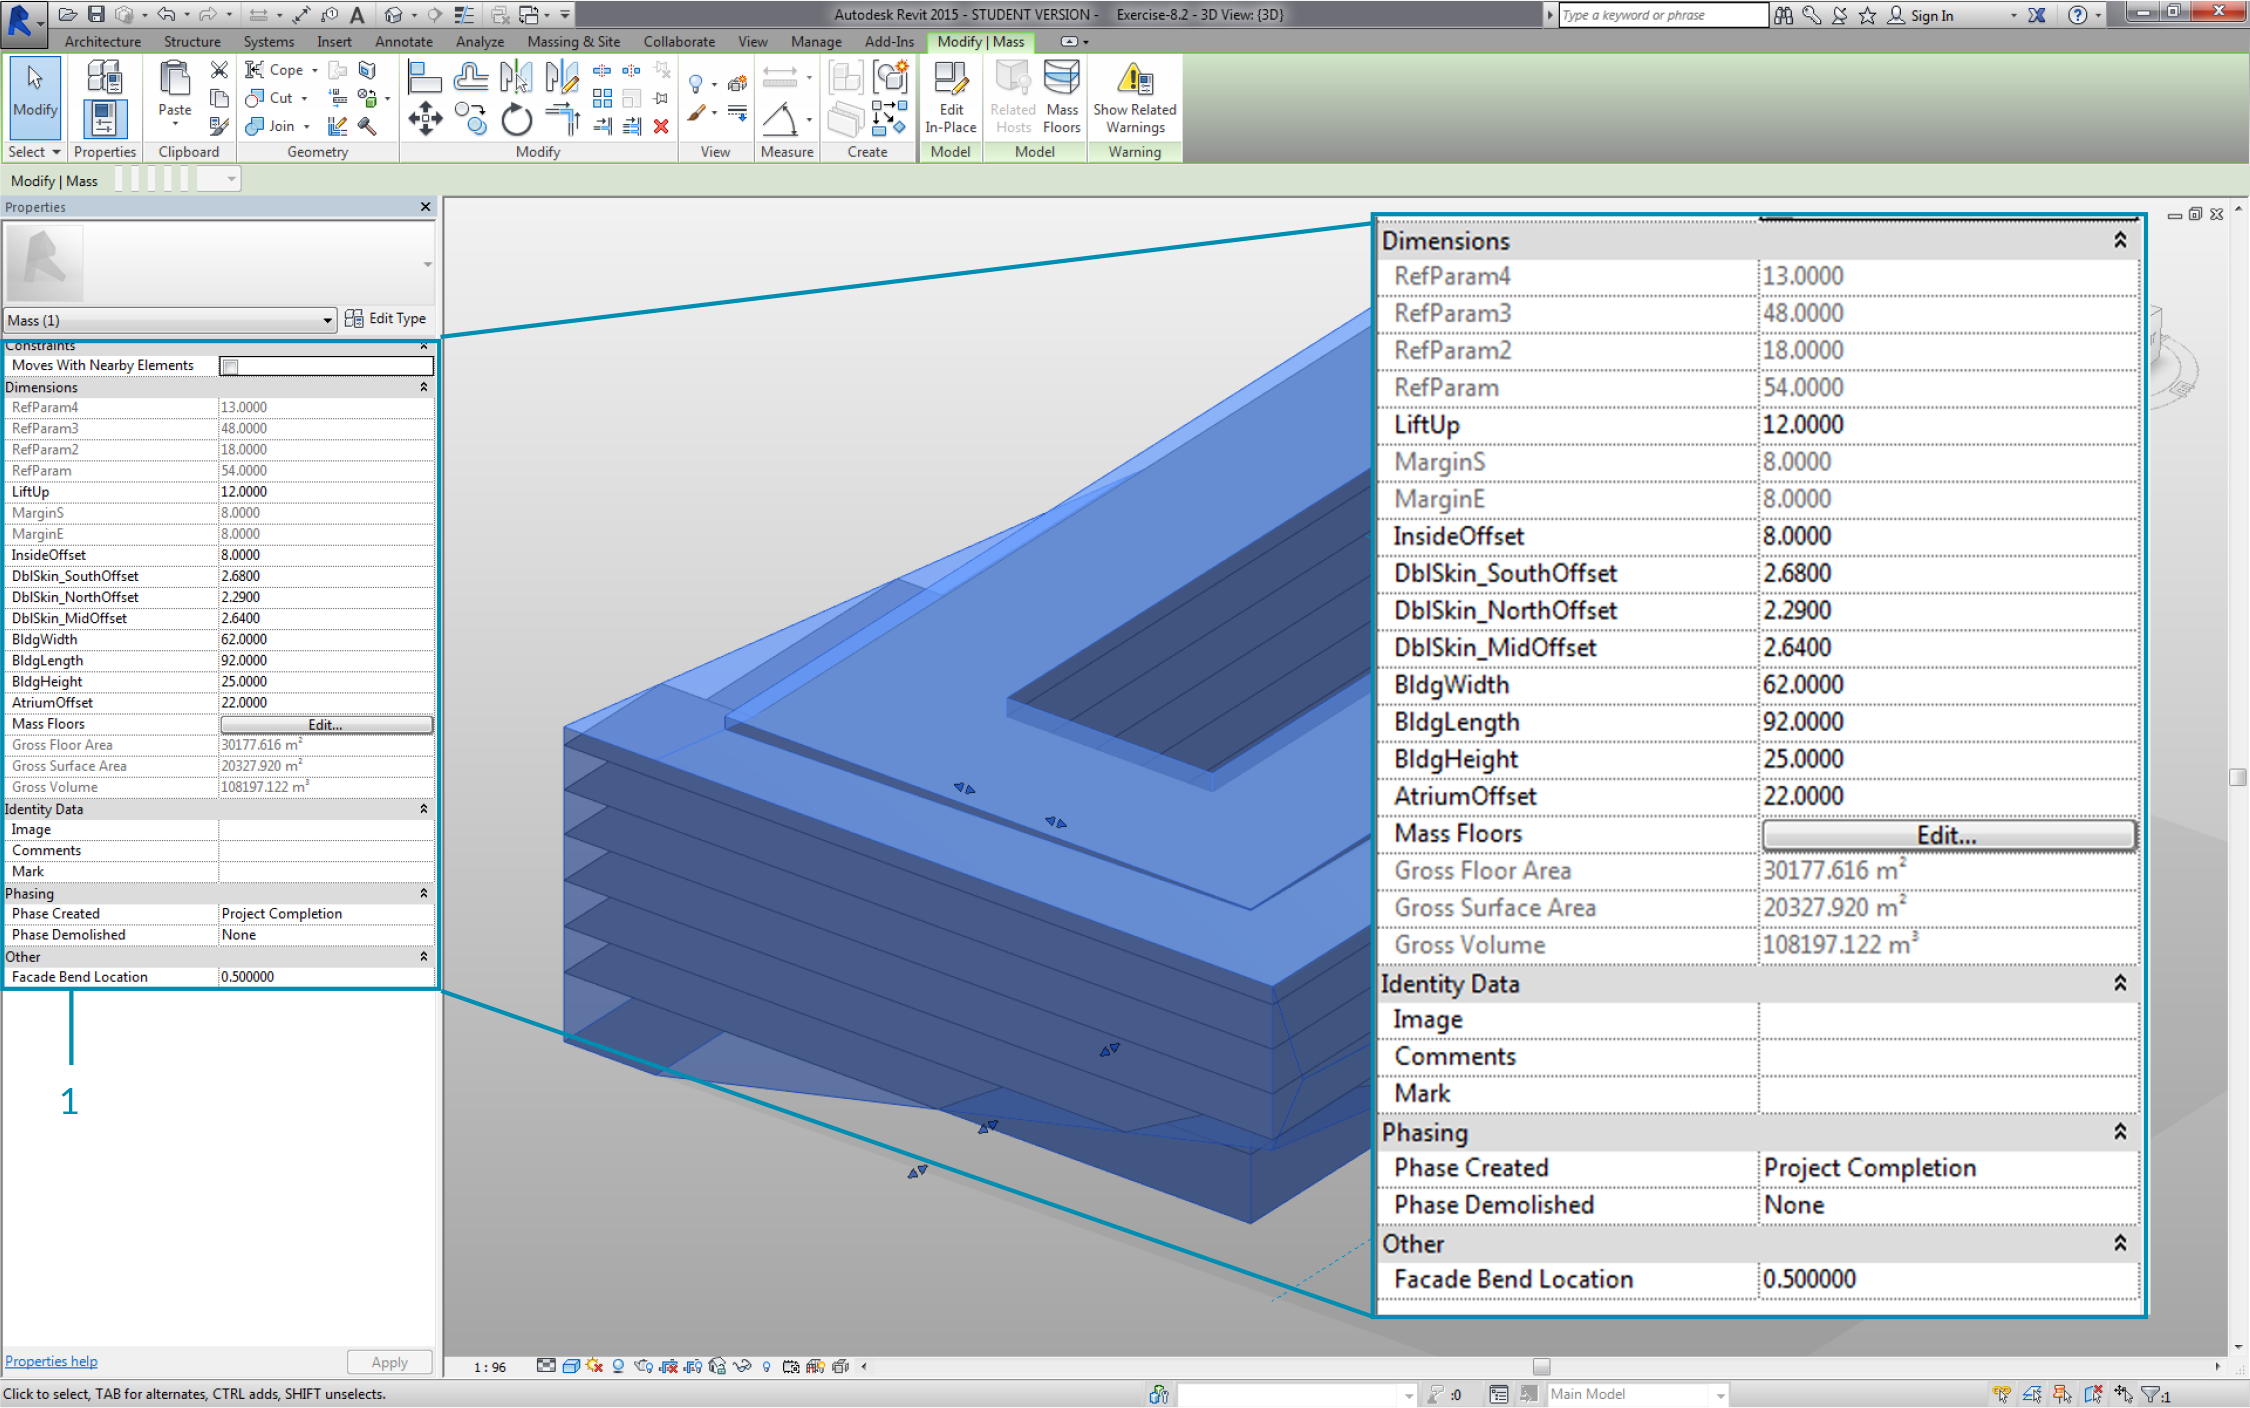 Autodesk Revit 2015 - STUDENT VERSION - Exercise-8.2 - 3D View: {3D}
Type a keyword or phrase
Sign In
Architecture Structure Systems Insert Annotate Analyze Massing & Site Collaborate View Manage Add-Ins Modify | Mass
Modify
Paste
Cope
Cut
Join
Edit
In-Place
Related
Hosts
Mass
Floors
Show Related
Warnings
Select Properties Clipboard Geometry Modify View Measure Create Model Model Warning
Modify | Mass
Properties
Mass (1) Edit Type
Constraints
Moves With Nearby Elements
Dimensions
RefParam4 13.0000
RefParam3 48.0000
RefParam2 18.0000
RefParam 54.0000
LiftUp 12.0000
MarginS 8.0000
MarginE 8.0000
InsideOffset 8.0000
DblSkin_SouthOffset 2.6800
DblSkin_NorthOffset 2.2900
DblSkin_MidOffset 2.6400
BldgWidth 62.0000
BldgLength 92.0000
BldgHeight 25.0000
AtriumOffset 22.0000
Mass Floors Edit...
Gross Floor Area 30177.616 m²
Gross Surface Area 20327.920 m²
Gross Volume 108197.122 m³
Identity Data
Image
Comments
Mark
Phasing
Phase Created Project Completion
Phase Demolished None
Other
Facade Bend Location 0.500000
1
Properties help Apply
Dimensions
RefParam4 13.0000
RefParam3 48.0000
RefParam2 18.0000
RefParam 54.0000
LiftUp 12.0000
MarginS 8.0000
MarginE 8.0000
InsideOffset 8.0000
DblSkin_SouthOffset 2.6800
DblSkin_NorthOffset 2.2900
DblSkin_MidOffset 2.6400
BldgWidth 62.0000
BldgLength 92.0000
BldgHeight 25.0000
AtriumOffset 22.0000
Mass Floors Edit...
Gross Floor Area 30177.616 m²
Gross Surface Area 20327.920 m²
Gross Volume 108197.122 m³
Identity Data
Image
Comments
Mark
Phasing
Phase Created Project Completion
Phase Demolished None
Other
Facade Bend Location 0.500000
1 : 96
Click to select, TAB for alternates, CTRL adds, SHIFT unselects.
:0
Main Model
:1